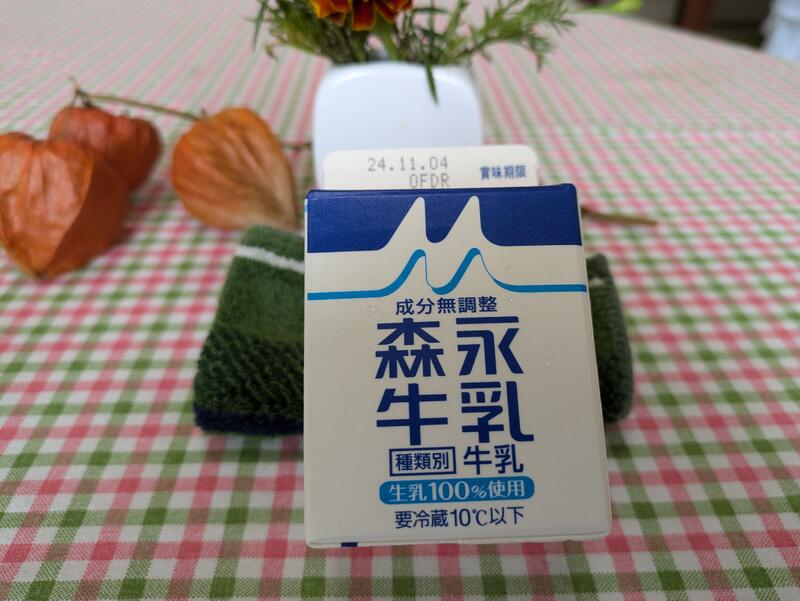 24.11.04
OFDR
賞味期限
成分無調整
森永
牛乳
種類別 牛乳
生乳100%使用
要冷蔵10℃以下